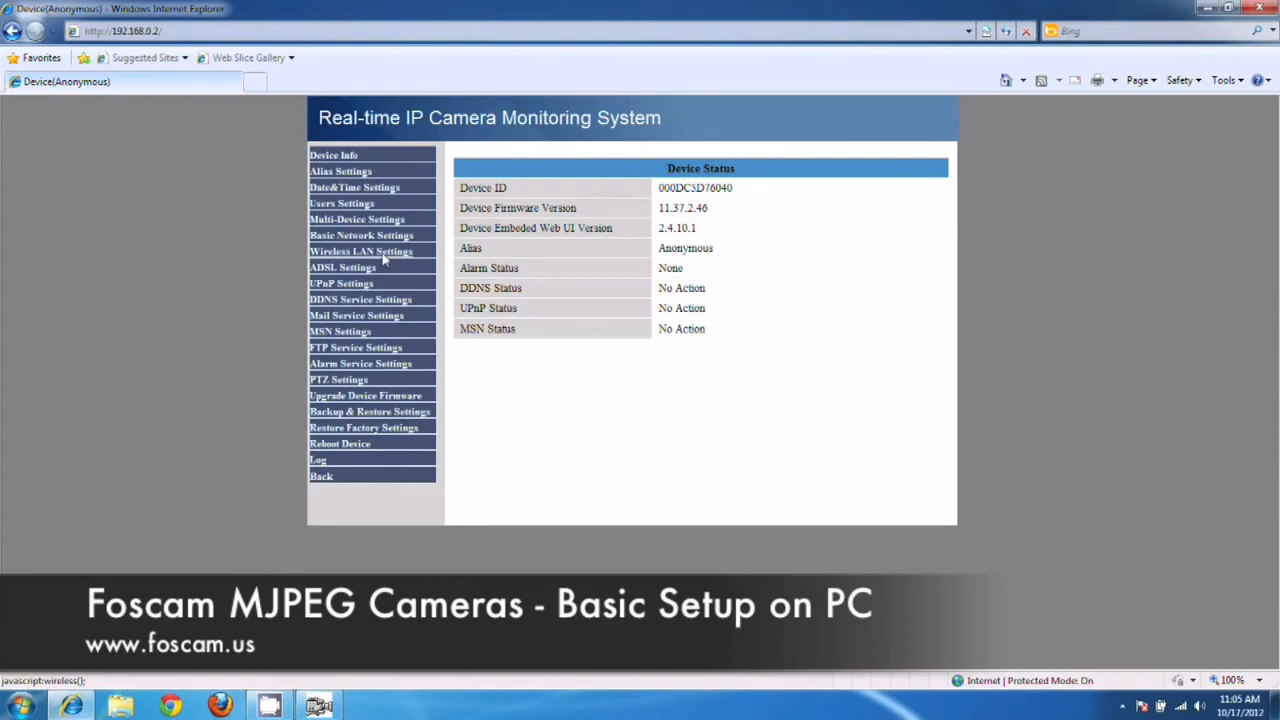 Device(Anonymous) - Windows Internet Explorer
http://192.168.0.2/
Bing
Favorites
Suggested Sites
Web Slice Gallery
Device(Anonymous)
Page
Safety
Tools
Real-time IP Camera Monitoring System
Device Info
Alias Settings
Date&Time Settings
Users Settings
Multi-Device Settings
Basic Network Settings
Wireless LAN Settings
ADSL Settings
UPnP Settings
DDNS Service Settings
Mail Service Settings
MSN Settings
FTP Service Settings
Alarm Service Settings
PTZ Settings
Upgrade Device Firmware
Backup & Restore Settings
Restore Factory Settings
Reboot Device
Log
Back
Device Status
Device ID 000DC5D76040
Device Firmware Version 11.37.2.46
Device Embeded Web UI Version 2.4.10.1
Alias Anonymous
Alarm Status None
DDNS Status No Action
UPnP Status No Action
MSN Status No Action
Foscam MJPEG Cameras - Basic Setup on PC
www.foscam.us
javascript:wireless();
Internet | Protected Mode: On
100%
11:05 AM
10/17/2012